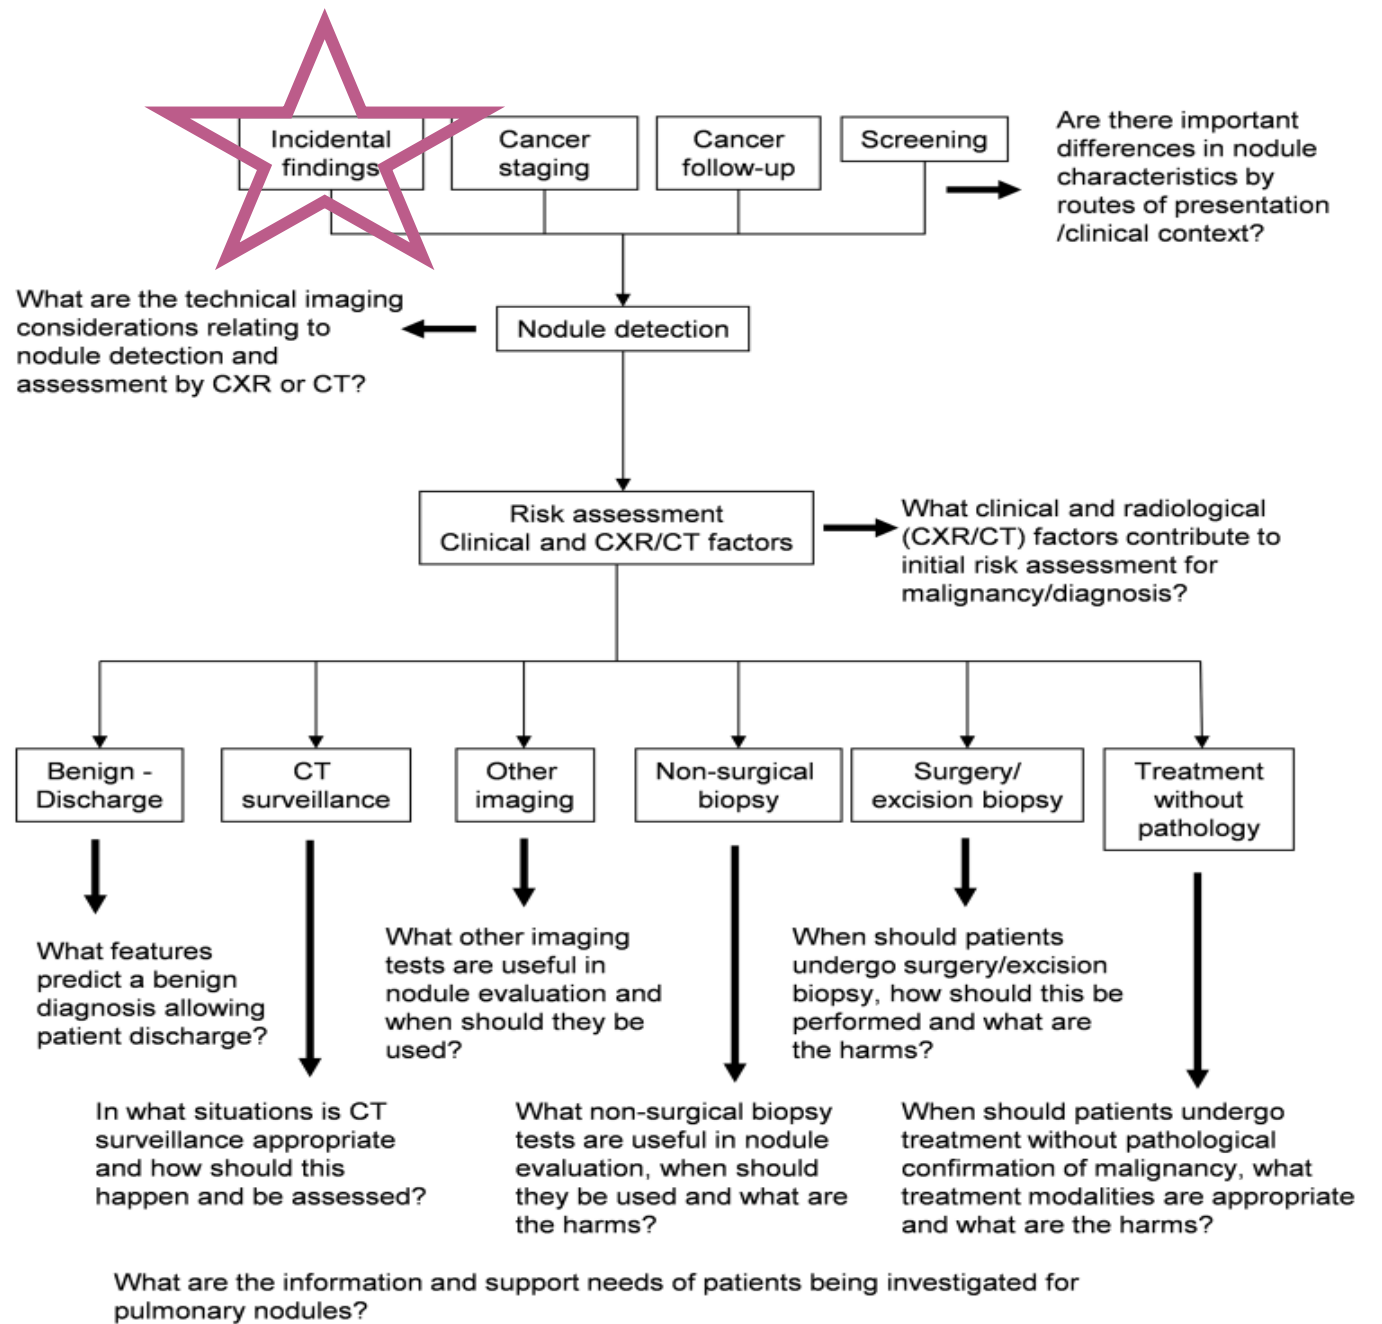 Incidental
findings
Cancer
staging
Cancer
follow-up
Screening
Are there important
differences in nodule
characteristics by
routes of presentation
/clinical context?
What are the technical imaging
considerations relating to
nodule detection and
assessment by CXR or CT?
Nodule detection
Risk assessment
Clinical and CXR/CT factors
What clinical and radiological
(CXR/CT) factors contribute to
initial risk assessment for
malignancy/diagnosis?
Benign -
Discharge
CT
surveillance
Other
imaging
Non-surgical
biopsy
Surgery/
excision biopsy
Treatment
without
pathology
What features
predict a benign
diagnosis allowing
patient discharge?
What other imaging
tests are useful in
nodule evaluation and
when should they be
used?
When should patients
undergo surgery/excision
biopsy, how should this be
performed and what are
the harms?
In what situations is CT
surveillance appropriate
and how should this
happen and be assessed?
What non-surgical biopsy
tests are useful in nodule
evaluation, when should
they be used and what are
the harms?
When should patients undergo
treatment without pathological
confirmation of malignancy, what
treatment modalities are appropriate
and what are the harms?
What are the information and support needs of patients being investigated for
pulmonary nodules?